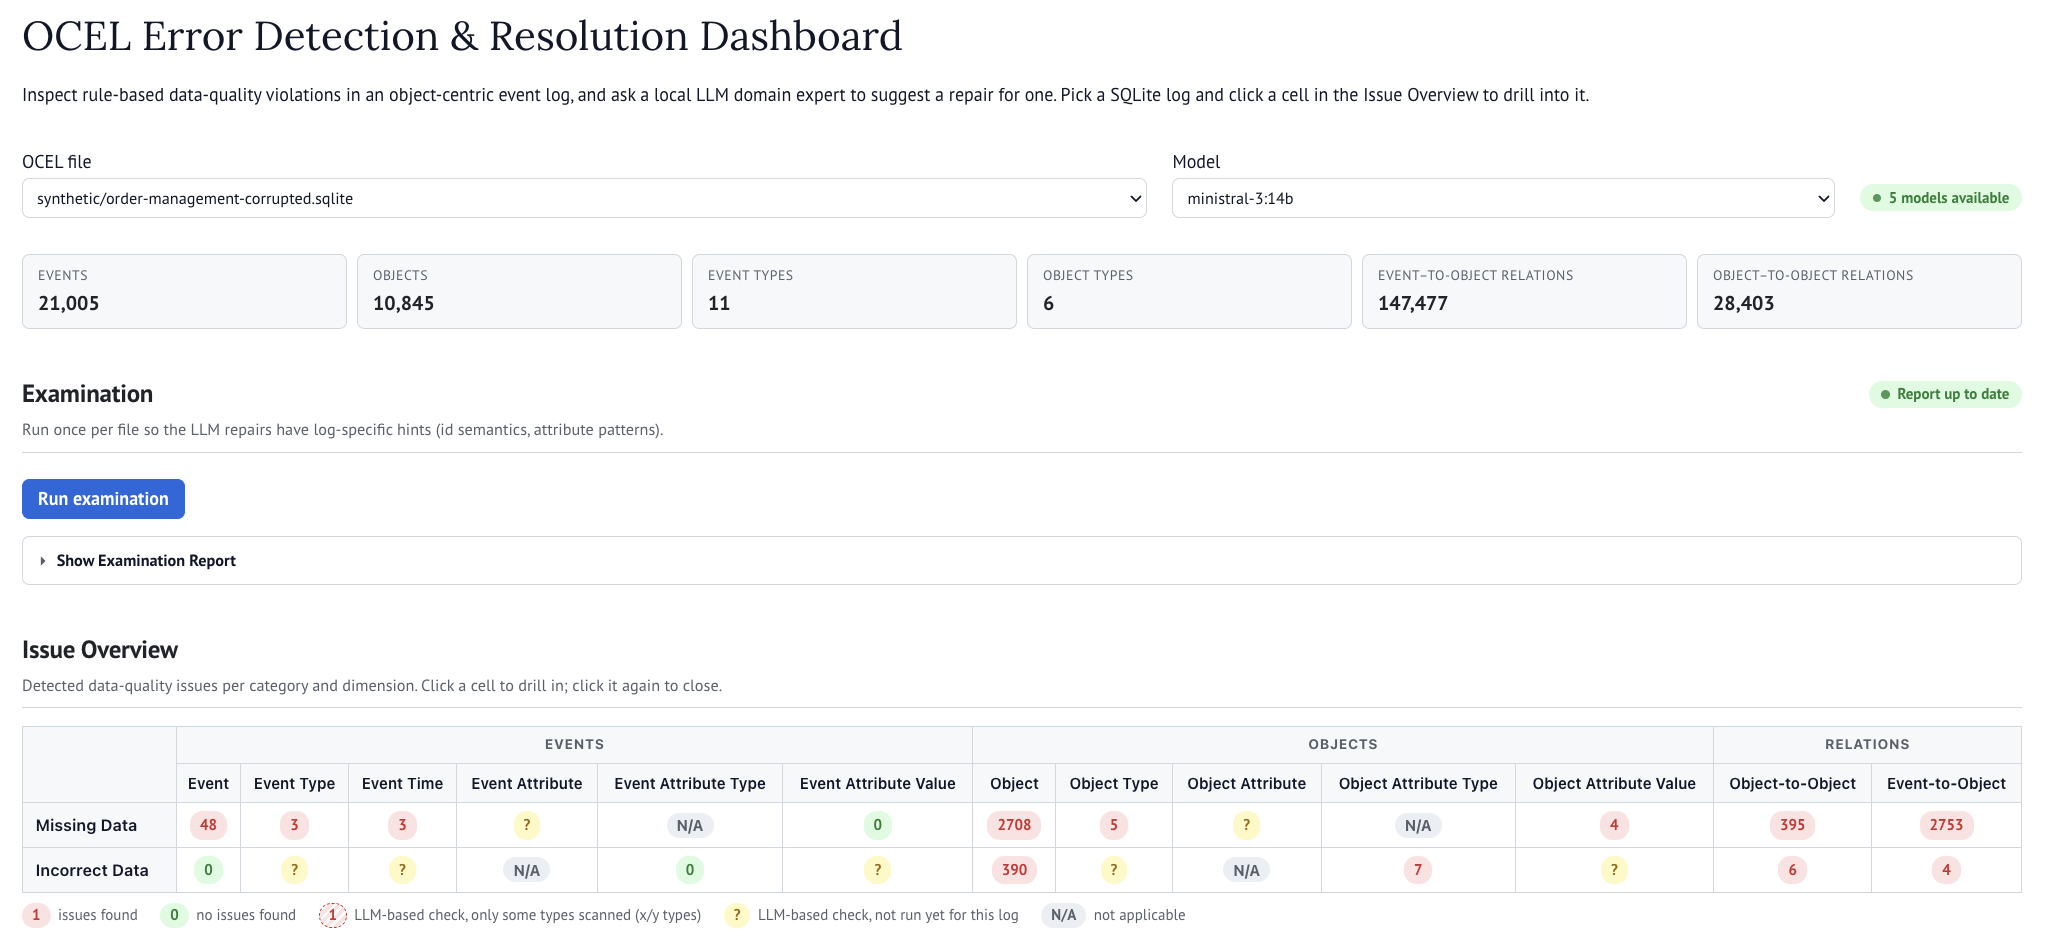 OCEL Error Detection & Resolution Dashboard
Inspect rule-based data-quality violations in an object-centric event log, and ask a local LLM domain expert to suggest a repair for one. Pick a SQLite log and click a cell in the Issue Overview to drill into it.
OCEL file Model
synthetic/order-management-corrupted.sqlite ministral-3:14b 5 models available
EVENTS OBJECTS EVENT TYPES OBJECT TYPES EVENT–TO-OBJECT RELATIONS OBJECT–TO-OBJECT RELATIONS
21,005 10,845 11 6 147,477 28,403
Examination Report up to date
Run once per file so the LLM repairs have log-specific hints (id semantics, attribute patterns).
Run examination
Show Examination Report
Issue Overview
Detected data-quality issues per category and dimension. Click a cell to drill in; click it again to close.
EVENTS OBJECTS RELATIONS
Event Event Type Event Time Event Attribute Event Attribute Type Event Attribute Value Object Object Type Object Attribute Object Attribute Type Object Attribute Value Object-to-Object Event-to-Object
Missing Data 48 3 3 ? N/A 0 2708 5 ? N/A 4 395 2753
Incorrect Data 0 ? ? N/A 0 ? 390 ? N/A 7 ? 6 4
1 issues found 0 no issues found 1 LLM-based check, only some types scanned (x/y types) ? LLM-based check, not run yet for this log N/A not applicable